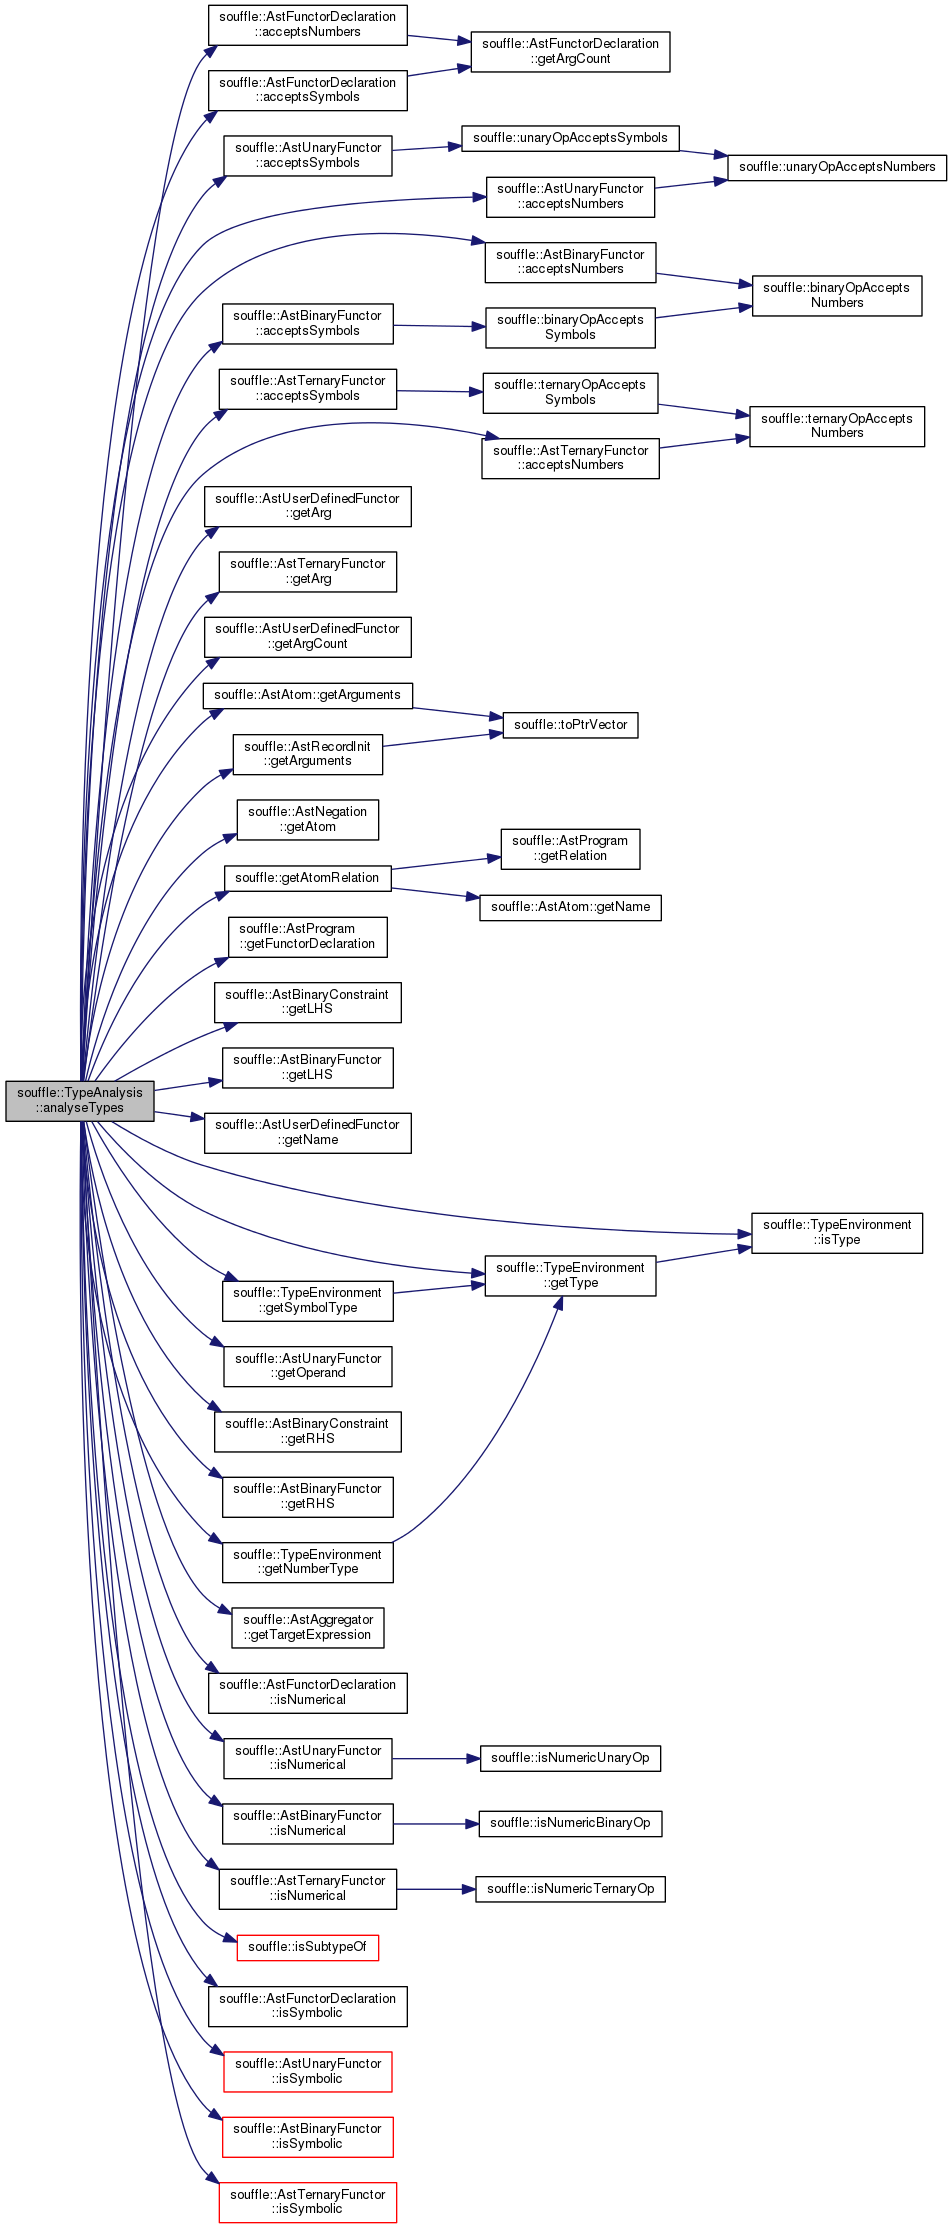 souffle::AstFunctorDeclaration
::acceptsNumbers
souffle::AstFunctorDeclaration
::getArgCount
souffle::AstFunctorDeclaration
::acceptsSymbols
souffle::AstUnaryFunctor
::acceptsSymbols
souffle::unaryOpAcceptsSymbols
souffle::unaryOpAcceptsNumbers
souffle::AstUnaryFunctor
::acceptsNumbers
souffle::AstBinaryFunctor
::acceptsNumbers
souffle::binaryOpAccepts
Numbers
souffle::AstBinaryFunctor
::acceptsSymbols
souffle::binaryOpAccepts
Symbols
souffle::AstTernaryFunctor
::acceptsSymbols
souffle::ternaryOpAccepts
Symbols
souffle::ternaryOpAccepts
Numbers
souffle::AstTernaryFunctor
::acceptsNumbers
souffle::AstUserDefinedFunctor
::getArg
souffle::AstTernaryFunctor
::getArg
souffle::AstUserDefinedFunctor
::getArgCount
souffle::AstAtom::getArguments
souffle::toPtrVector
souffle::AstRecordInit
::getArguments
souffle::AstNegation
::getAtom
souffle::AstProgram
::getRelation
souffle::getAtomRelation
souffle::AstAtom::getName
souffle::AstProgram
::getFunctorDeclaration
souffle::AstBinaryConstraint
::getLHS
souffle::AstBinaryFunctor
::getLHS
souffle::TypeAnalysis
::analyseTypes
souffle::AstUserDefinedFunctor
::getName
souffle::TypeEnvironment
::isType
souffle::TypeEnvironment
::getType
souffle::TypeEnvironment
::getSymbolType
souffle::AstUnaryFunctor
::getOperand
souffle::AstBinaryConstraint
::getRHS
souffle::AstBinaryFunctor
::getRHS
souffle::TypeEnvironment
::getNumberType
souffle::AstAggregator
::getTargetExpression
souffle::AstFunctorDeclaration
::isNumerical
souffle::AstUnaryFunctor
::isNumerical
souffle::isNumericUnaryOp
souffle::AstBinaryFunctor
::isNumerical
souffle::isNumericBinaryOp
souffle::AstTernaryFunctor
::isNumerical
souffle::isNumericTernaryOp
souffle::isSubtypeOf
souffle::AstFunctorDeclaration
::isSymbolic
souffle::AstUnaryFunctor
::isSymbolic
souffle::AstBinaryFunctor
::isSymbolic
souffle::AstTernaryFunctor
::isSymbolic